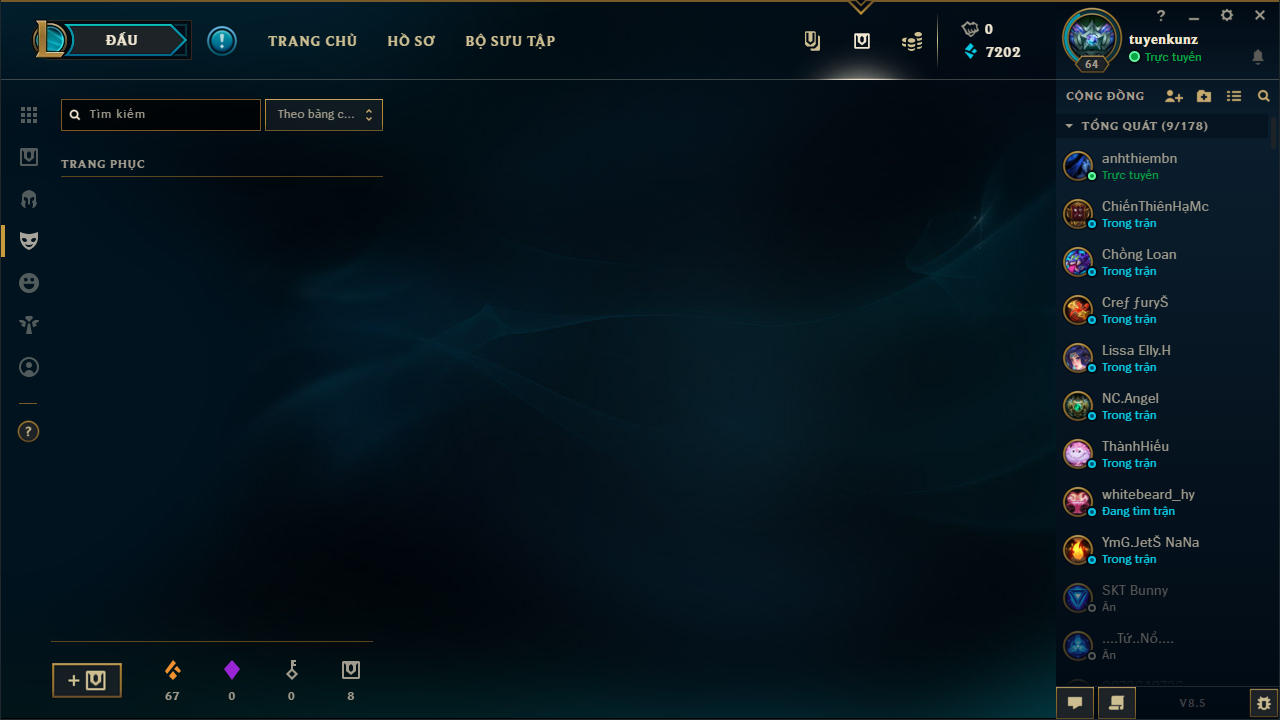 ĐẤU
TRANG CHỦ
HỒ SƠ
BỘ SƯU TẬP
0
7202
64
tuyenkunz
Trực tuyến
Tìm kiếm
Theo bảng c...
TRANG PHỤC
67
0
0
8
CỘNG ĐỒNG
TỔNG QUÁT (9/178)
anhthiembn
Trực tuyến
ChiếnThiênHạMc
Trong trận
Chồng Loan
Trong trận
Creƒ ƒuryŠ
Trong trận
Lissa Elly.H
Trong trận
NC.Angel
Trong trận
ThànhHiếu
Trong trận
whitebeard_hy
Đang tìm trận
YmG.JetŠ NaNa
Trong trận
SKT Bunny
Ẩn
....Tứ..Nổ....
Ẩn
V8.5